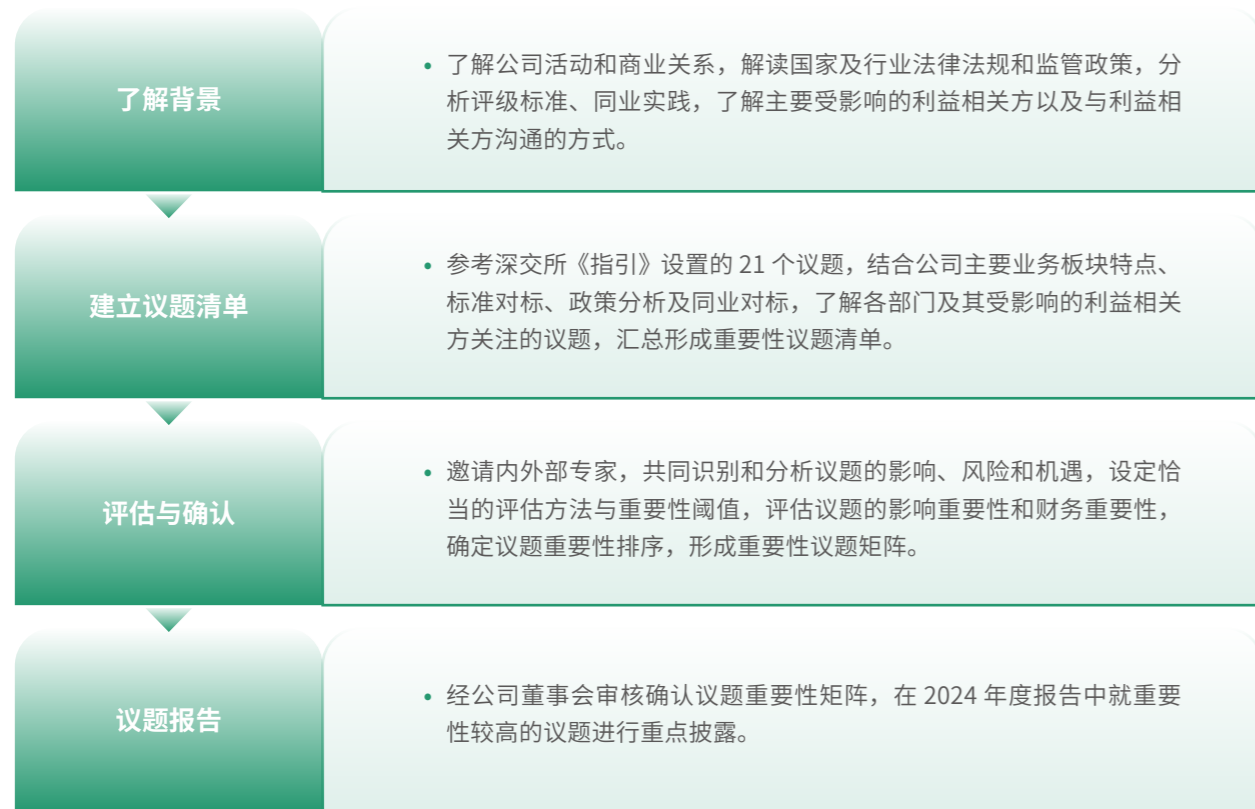 了解背景
• 了解公司活动和商业关系，解读国家及行业法律法规和监管政策，分
析评级标准、同业实践，了解主要受影响的利益相关方以及与利益相
关方沟通的方式。
建立议题清单
• 参考深交所《指引》设置的 21 个议题，结合公司主要业务板块特点、
标准对标、政策分析及同业对标，了解各部门及其受影响的利益相关
方关注的议题，汇总形成重要性议题清单。
评估与确认
• 邀请内外部专家，共同识别和分析议题的影响、风险和机遇，设定恰
当的评估方法与重要性阈值，评估议题的影响重要性和财务重要性，
确定议题重要性排序，形成重要性议题矩阵。
议题报告
• 经公司董事会审核确认议题重要性矩阵，在 2024 年度报告中就重要
性较高的议题进行重点披露。